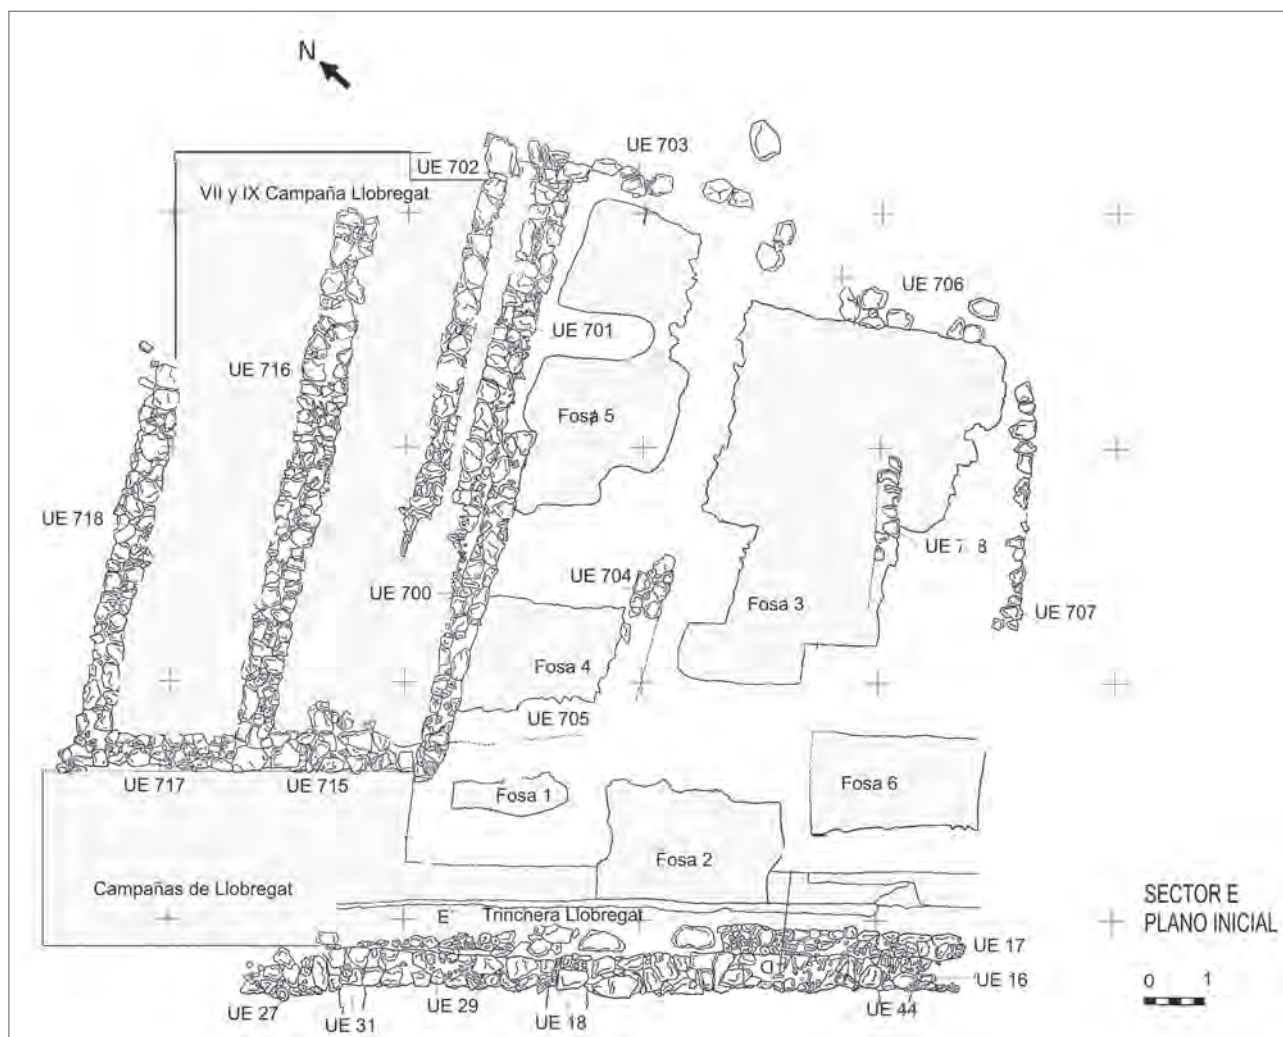 N
UE 703
UE 702
VII y IX Campaña Llobregat
UE 706
UE 701
UE 716
Fosa 5
UE 718
UE 704
UE 700
Fosa 3
UE 707
Fosa 4
UE 705
UE 717
UE 715
Fosa 1
Fosa 6
Fosa 2
Campañas de Llobregat
SECTOR E
PLANO INICIAL
E
Trinchera Llobregat
UE 17
UE 16
0 1
UE 27
UE 31
UE 29
UE 18
UE 44